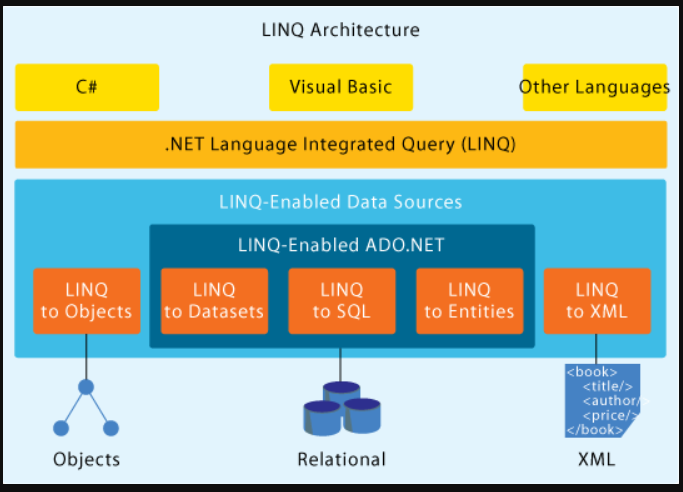 LINQ Architecture
C#
Visual Basic
Other Languages
.NET Language Integrated Query (LINQ)
LINQ-Enabled Data Sources
LINQ-Enabled ADO.NET
LINQ
to Objects
LINQ
to Datasets
LINQ
to SQL
LINQ
to Entities
LINQ
to XML
<book>
<title/>
<author/>
<price/>
</book>
Objects
Relational
XML